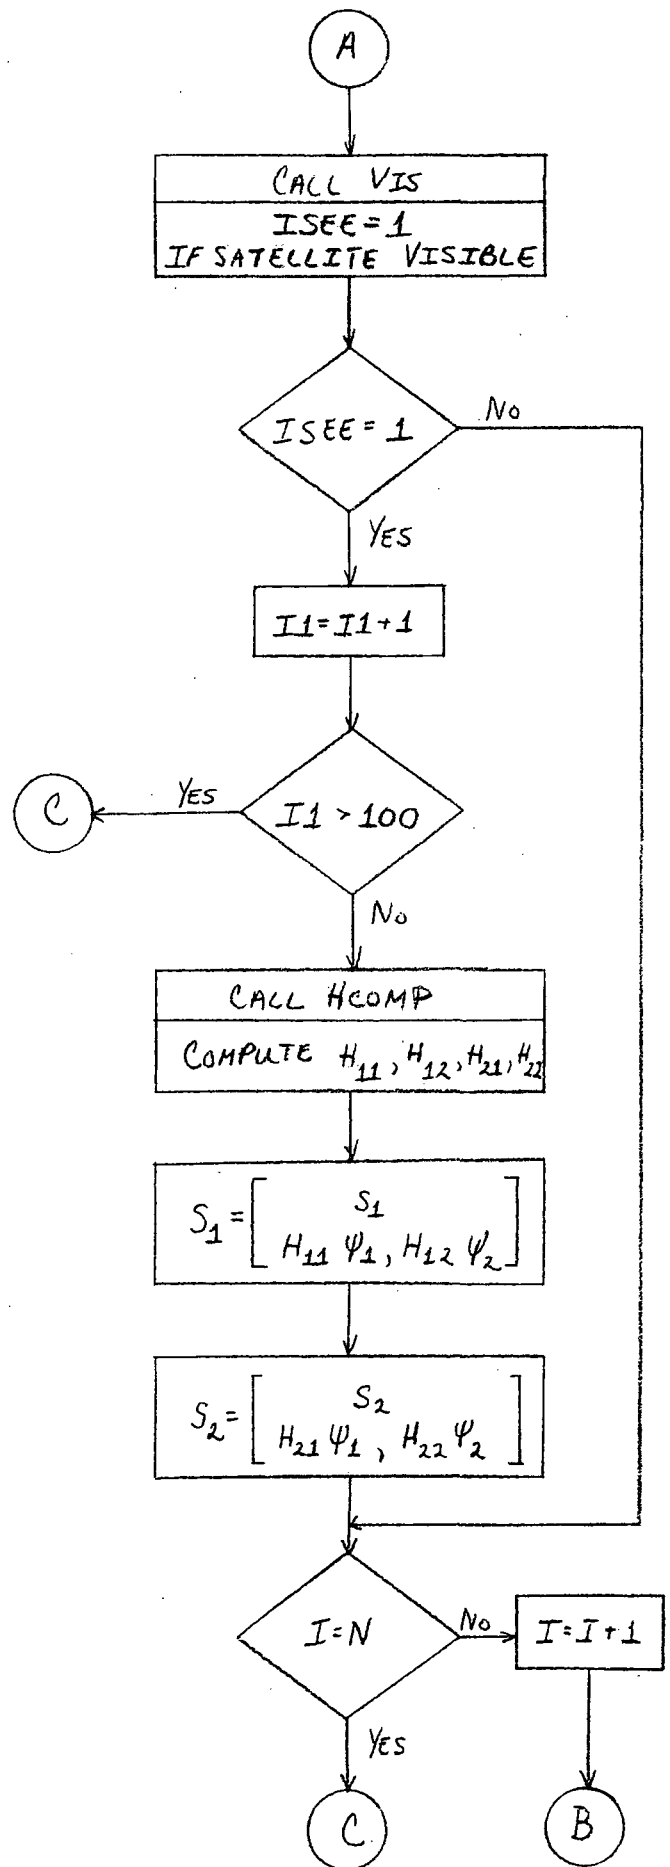 A
CALL VIS
ISEE=1
IF SATELLITE VISIBLE
ISEE=1
No
YES
I1=I1+1
C
YES
I1>100
No
CALL HCOMP
COMPUTE H11, H12, H21, H22
S1=[S1
H11 Ψ1, H12 Ψ2]
S2=[S2
H21 Ψ1, H22 Ψ2]
I=N
No
I=I+1
YES
C
B